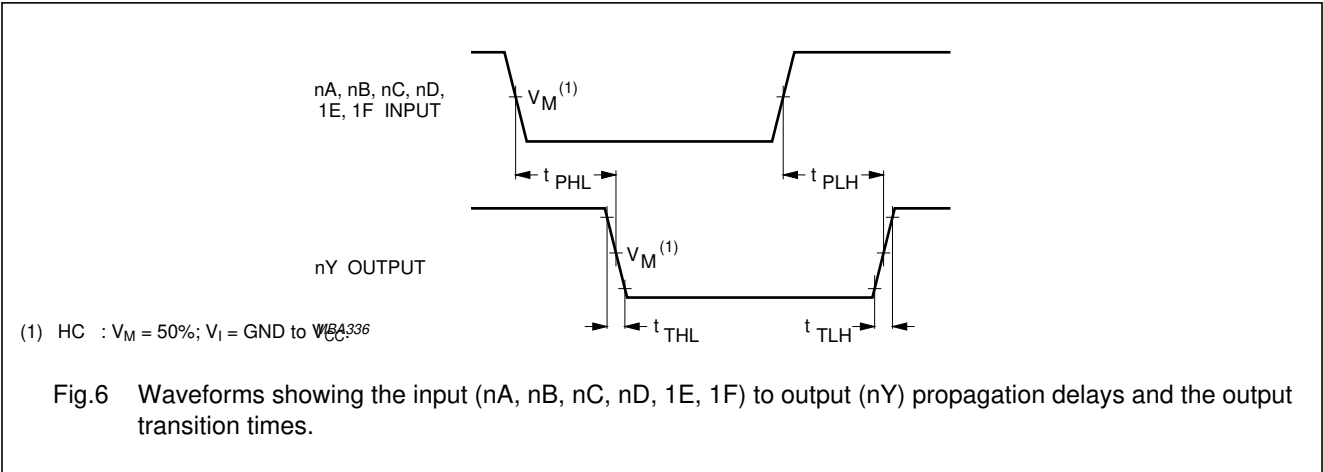 nA, nB, nC, nD,
1E, 1F INPUT
VM(1)
t PHL
t PLH
VM(1)
nY OUTPUT
t THL
t TLH
(1) HC : VM = 50%; VI = GND to VCC.
MBA336
Fig.6 Waveforms showing the input (nA, nB, nC, nD, 1E, 1F) to output (nY) propagation delays and the output
transition times.